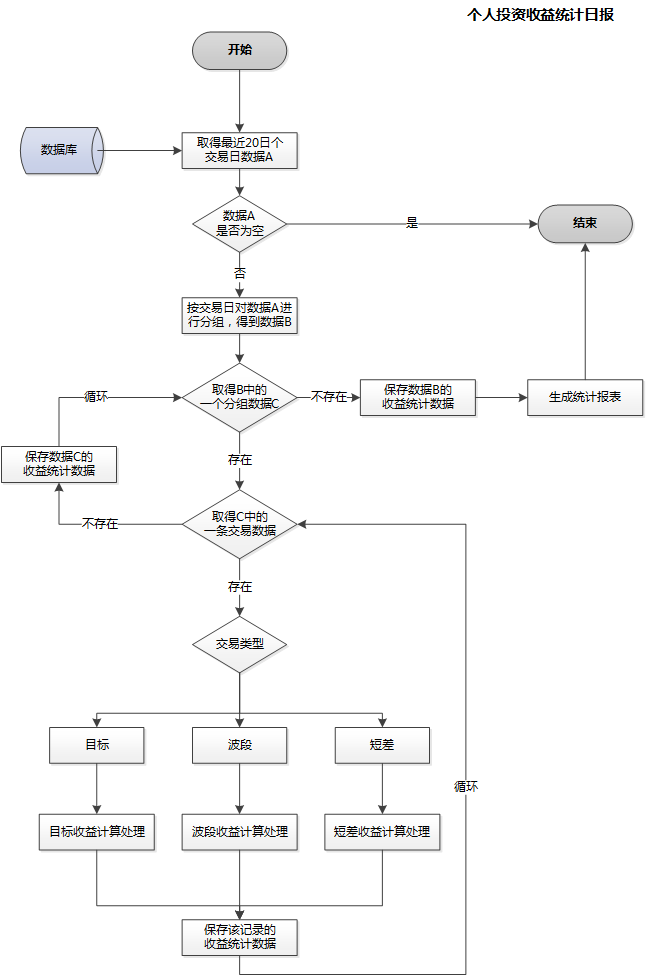 个人投资收益统计日报
开始
数据库
取得最近20日个
交易日数据A
数据A
是否为空
是
结束
否
按交易日对数据A进
行分组，得到数据B
循环
取得B中的
一个分组数据C
不存在
保存数据B的
收益统计数据
生成统计报表
保存数据C的
收益统计数据
存在
不存在
取得C中的
一条交易数据
存在
交易类型
目标
波段
短差
循环
目标收益计算处理
波段收益计算处理
短差收益计算处理
保存该记录的
收益统计数据